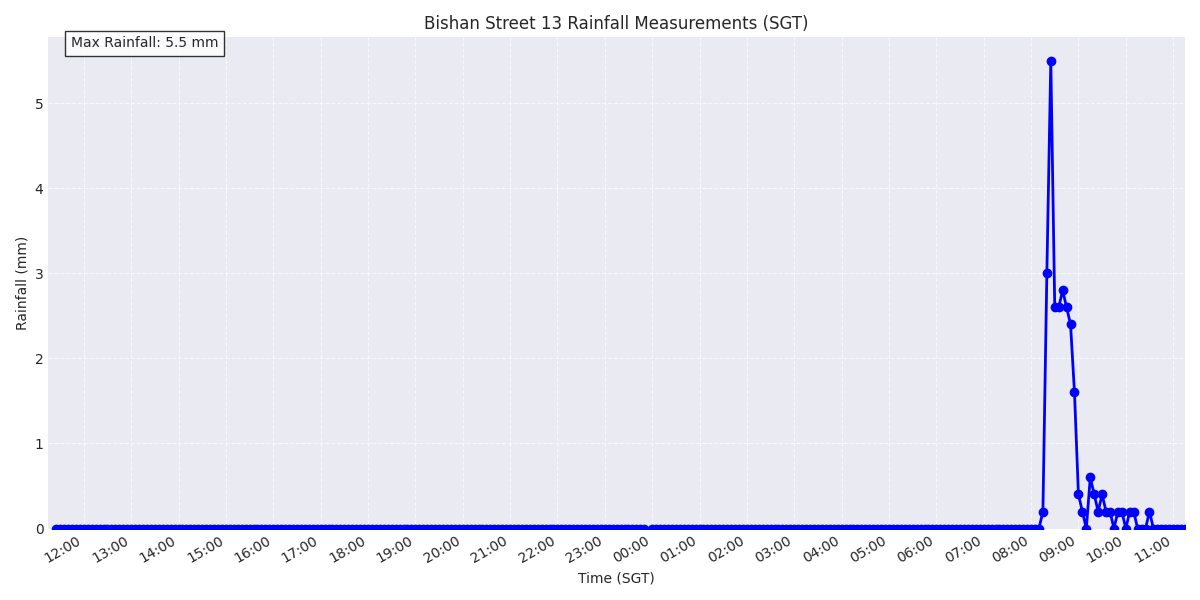 Bishan Street 13 Rainfall Measurements (SGT)
Max Rainfall: 5.5 mm
Rainfall (mm)
5
4
3
2
1
0
12:00 13:00 14:00 15:00 16:00 17:00 18:00 19:00 20:00 21:00 22:00 23:00 00:00 01:00 02:00 03:00 04:00 05:00 06:00 07:00 08:00 09:00 10:00 11:00
Time (SGT)